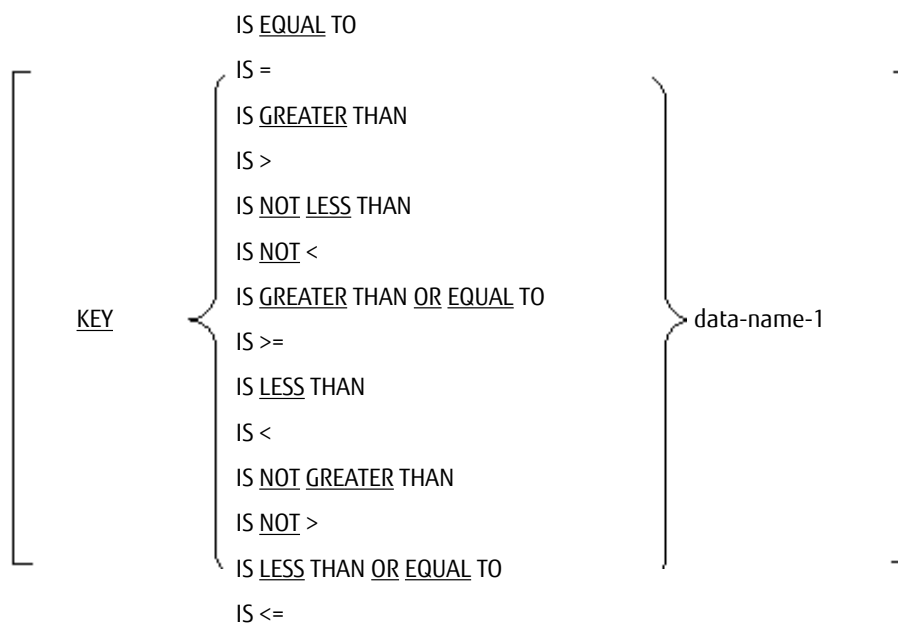 IS EQUAL TO
IS =
IS GREATER THAN
IS >
IS NOT LESS THAN
IS NOT <
IS GREATER THAN OR EQUAL TO
KEY data-name-1
IS >=
IS LESS THAN
IS <
IS NOT GREATER THAN
IS NOT >
IS LESS THAN OR EQUAL TO
IS <=